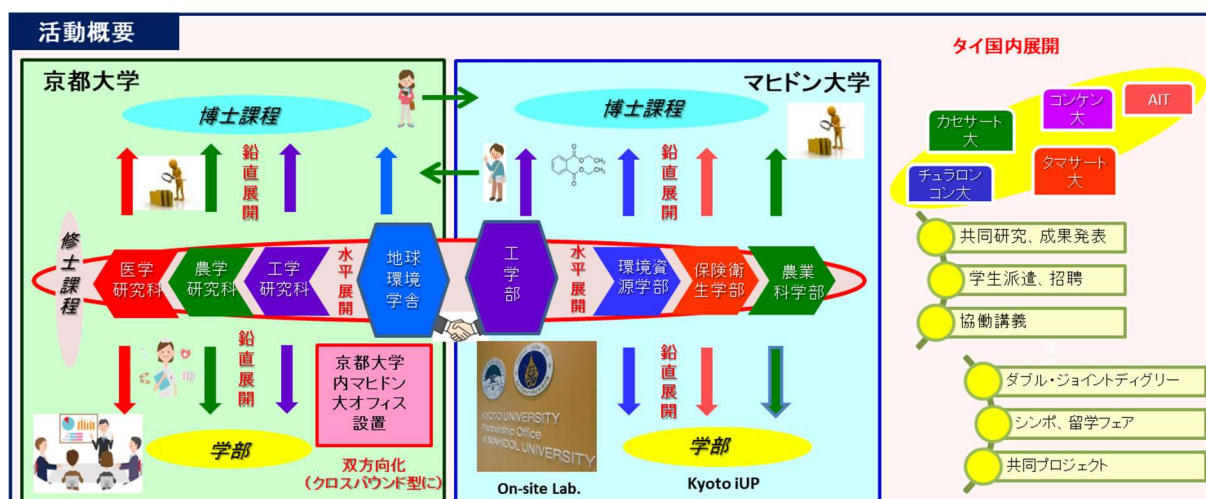 活動概要
京都大学
博士課程
鉛直展開
修士課程
医学
研究科
農学
研究科
工学
研究科
水平展開
地球
環境
学舎
鉛直展開
京都大学
内マヒドン
大オフィス
設置
学部
双方向化
(クロスバウンド型に)
マヒドン大学
博士課程
鉛直展開
工
学
部
水平展開
環境資
源学部
保険衛
生学部
農業
科学部
鉛直展開
KYOTO UNIVERSITY
Partnership Office
at MAHIDOL UNIVERSITY
学部
On-site Lab.
Kyoto iUP
タイ国内展開
カセサート
大
コンケン
大
AIT
チュラロン
コン大
タマサート
大
共同研究、成果発表
学生派遣、招聘
協働講義
ダブル・ジョイントディグリー
シンポ、留学フェア
共同プロジェクト